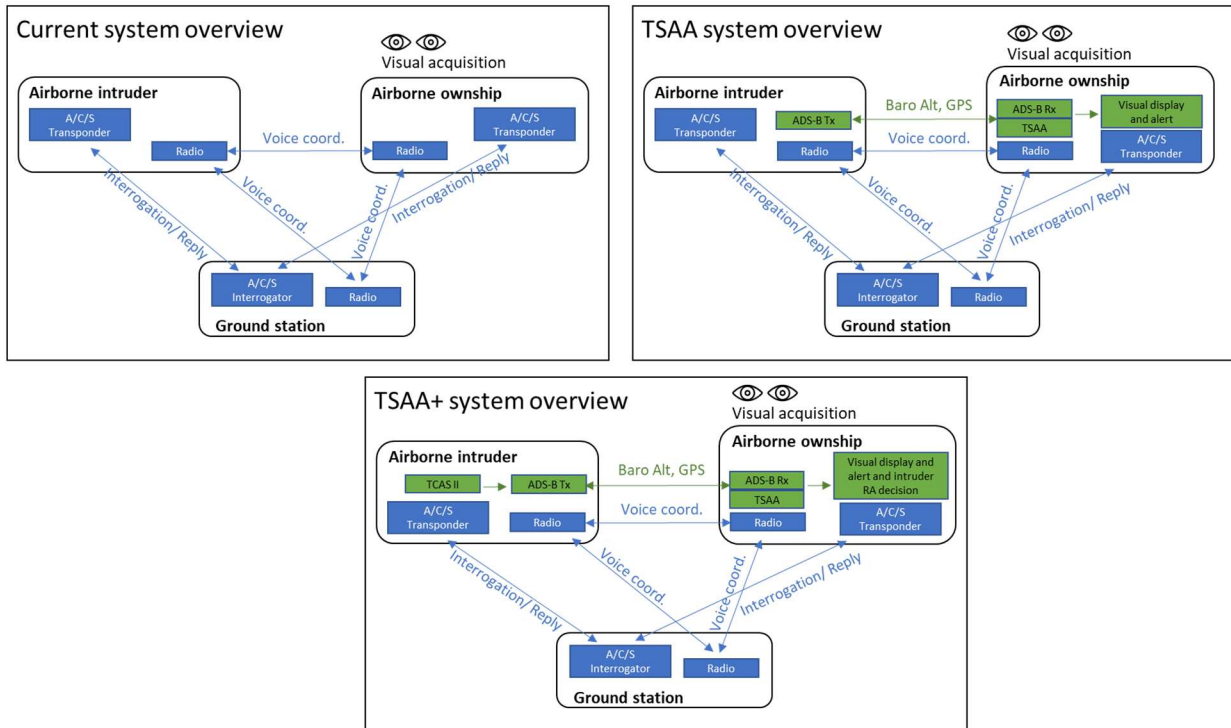 Current system overview
Visual acquisition
Airborne intruder
Airborne ownship
A/C/S
Transponder
A/C/S
Transponder
Radio
Voice coord.
Radio
Interrogation/ Reply
Voice coord.
Voice coord.
Interrogation/ Reply
A/C/S
Interrogator
Radio
Ground station
TSAA system overview
Visual acquisition
Airborne intruder
Airborne ownship
A/C/S
Transponder
ADS-B Tx
Baro Alt, GPS
ADS-B Rx
TSAA
Visual display
and alert
Radio
Voice coord.
Radio
A/C/S
Transponder
Interrogation/ Reply
Voice coord.
Voice coord.
Interrogation/ Reply
A/C/S
Interrogator
Radio
Ground station
TSAA+ system overview
Visual acquisition
Airborne intruder
Airborne ownship
TCAS II
ADS-B Tx
Baro Alt, GPS
ADS-B Rx
TSAA
Visual display and
alert and intruder
RA decision
A/C/S
Transponder
Radio
Voice coord.
Radio
A/C/S
Transponder
Interrogation/ Reply
Voice coord.
Voice coord.
Interrogation/ Reply
A/C/S
Interrogator
Radio
Ground station